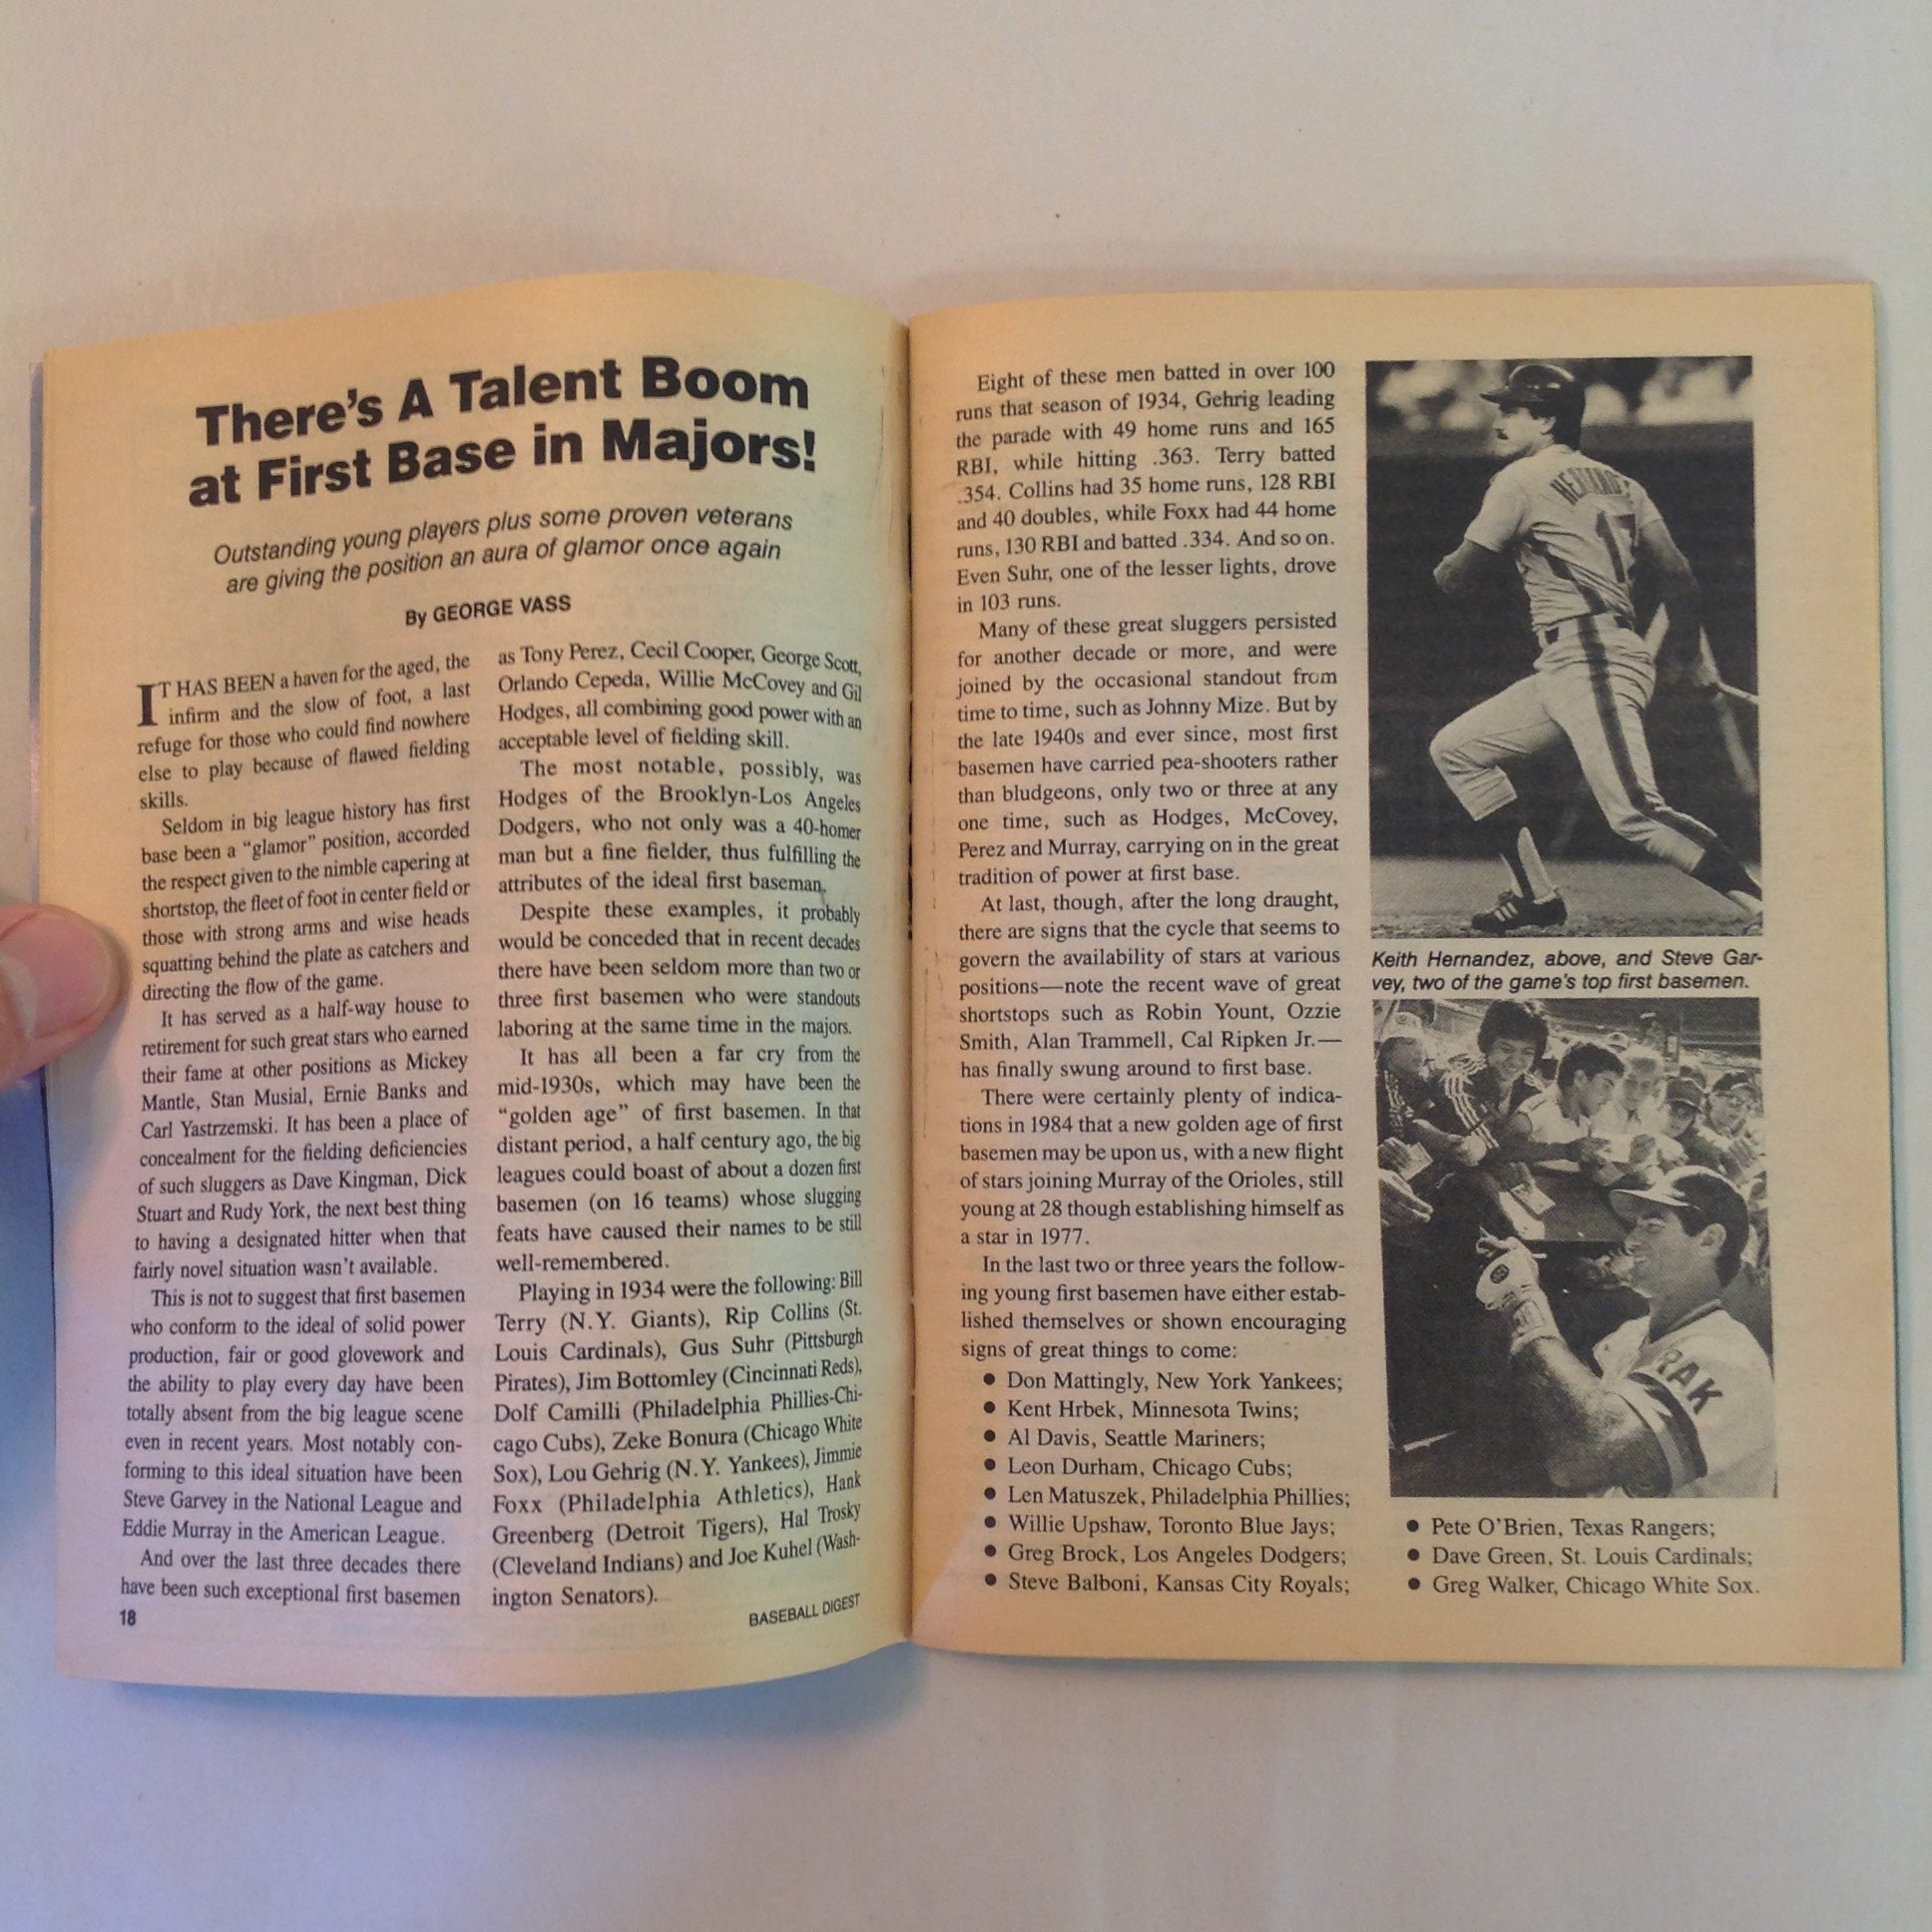 There's A Talent Boom
at First Base in Majors!
Outstanding young players plus some proven veterans
are giving the position an aura of glamor once again
By GEORGE VASS
IT HAS BEEN a haven for the aged, the
infirm and the slow of foot, a last
refuge for those who could find nowhere
else to play because of flawed fielding
skills.
Seldom in big league history has first
base been a "glamor" position, accorded
the respect given to the nimble capering at
shortstop, the fleet of foot in center field or
those with strong arms and wise heads
squatting behind the plate as catchers and
directing the flow of the game.
It has served as a half-way house to
retirement for such great stars who earned
their fame at other positions as Mickey
Mantle, Stan Musial, Ernie Banks and
Carl Yastrzemski. It has been a place of
concealment for the fielding deficiencies
of such sluggers as Dave Kingman, Dick
Stuart and Rudy York, the next best thing
to having a designated hitter when that
fairly novel situation wasn't available.
This is not to suggest that first basemen
who conform to the ideal of solid power
production, fair or good glovework and
the ability to play every day have been
totally absent from the big league scene
even in recent years. Most notably con-
forming to this ideal situation have been
Steve Garvey in the National League and
Eddie Murray in the American League.
And over the last three decades there
have been such exceptional first basemen
18
as Tony Perez, Cecil Cooper, George Scott,
Orlando Cepeda, Willie McCovey and Gil
Hodges, all combining good power with an
acceptable level of fielding skill.
The most notable, possibly, was
Hodges of the Brooklyn-Los Angeles
Dodgers, who not only was a 40-homer
man but a fine fielder, thus fulfilling the
attributes of the ideal first baseman.
Despite these examples, it probably
would be conceded that in recent decades
there have been seldom more than two or
three first basemen who were standouts
laboring at the same time in the majors.
It has all been a far cry from the
mid-1930s, which may have been the
"golden age" of first basemen. In that
distant period, a half century ago, the big
leagues could boast of about a dozen first
basemen (on 16 teams) whose slugging
feats have caused their names to be still
well-remembered.
Playing in 1934 were the following: Bill
Terry (N.Y. Giants), Rip Collins (St.
Louis Cardinals), Gus Suhr (Pittsburgh
Pirates), Jim Bottomley (Cincinnati Reds),
Dolf Camilli (Philadelphia Phillies-Chi-
cago Cubs), Zeke Bonura (Chicago White
Sox), Lou Gehrig (N.Y. Yankees), Jimmie
Foxx (Philadelphia Athletics), Hank
Greenberg (Detroit Tigers), Hal Trosky
(Cleveland Indians) and Joe Kuhel (Wash-
ington Senators).
BASEBALL DIGEST
Eight of these men batted in over 100
runs that season of 1934, Gehrig leading
the parade with 49 home runs and 165
RBI, while hitting .363. Terry batted
.354. Collins had 35 home runs, 128 RBI
and 40 doubles, while Foxx had 44 home
runs, 130 RBI and batted .334. And so on.
Even Suhr, one of the lesser lights, drove
in 103 runs.
Many of these great sluggers persisted
for another decade or more, and were
joined by the occasional standout from
time to time, such as Johnny Mize. But by
the late 1940s and ever since, most first
basemen have carried pea-shooters rather
than bludgeons, only two or three at any
one time, such as Hodges, McCovey,
Perez and Murray, carrying on in the great
tradition of power at first base.
At last, though, after the long draught,
there are signs that the cycle that seems to
govern the availability of stars at various
positions—note the recent wave of great
shortstops such as Robin Yount, Ozzie
Smith, Alan Trammell, Cal Ripken Jr.—
has finally swung around to first base.
There were certainly plenty of indica-
tions in 1984 that a new golden age of first
basemen may be upon us, with a new flight
of stars joining Murray of the Orioles, still
young at 28 though establishing himself as
a star in 1977.
In the last two or three years the follow-
ing young first basemen have either estab-
lished themselves or shown encouraging
signs of great things to come:
● Don Mattingly, New York Yankees;
● Kent Hrbek, Minnesota Twins;
● Al Davis, Seattle Mariners;
● Leon Durham, Chicago Cubs;
● Len Matuszek, Philadelphia Phillies;
● Willie Upshaw, Toronto Blue Jays;
● Greg Brock, Los Angeles Dodgers;
● Steve Balboni, Kansas City Royals;
HERNANDEZ
17
Keith Hernandez, above, and Steve Gar-
vey, two of the game's top first basemen.
RAK
● Pete O'Brien, Texas Rangers;
● Dave Green, St. Louis Cardinals;
● Greg Walker, Chicago White Sox.